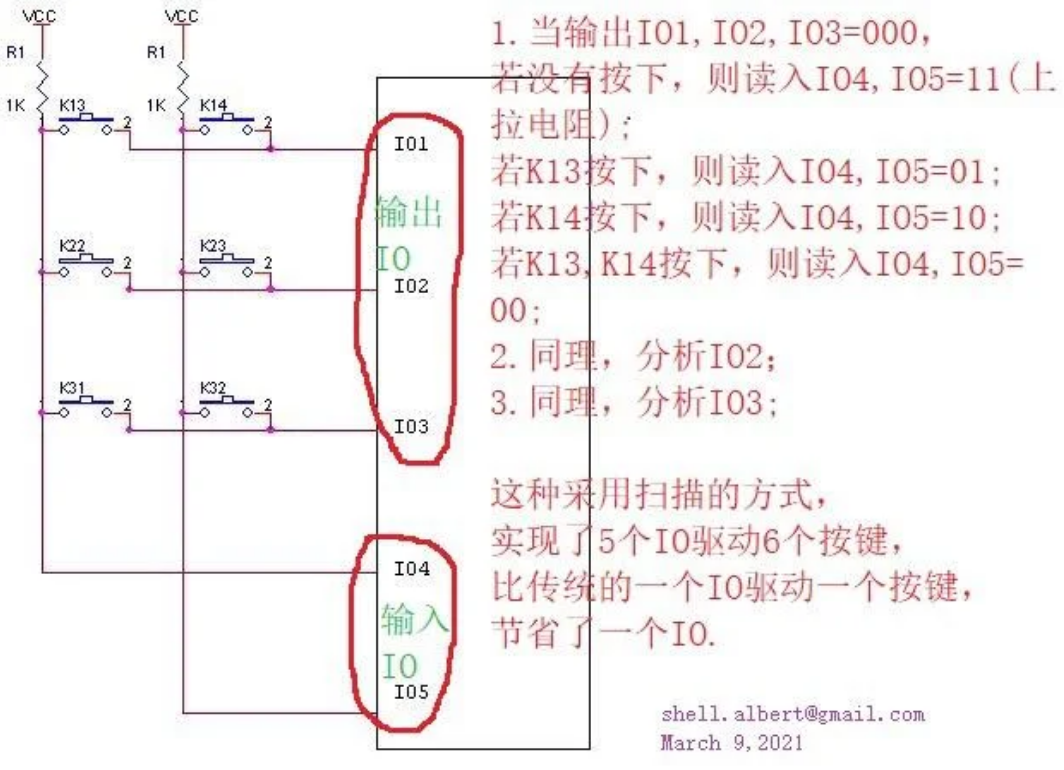 VCC
VCC
R1
R1
1K
K13
2
1K
K14
2
IO1
输出
IO
K22
2
K23
2
IO2
K31
2
K32
2
IO3
IO4
输入
IO
IO5
1.当输出IO1,IO2,IO3=000，
若没有按下，则读入IO4,IO5=11(上
拉电阻)；
若K13按下，则读入IO4,IO5=01；
若K14按下，则读入IO4,IO5=10；
若K13,K14按下，则读入IO4,IO5=
00；
2.同理，分析IO2；
3.同理，分析IO3；
这种采用扫描的方式，
实现了5个IO驱动6个按键，
比传统的一个IO驱动一个按键，
节省了一个IO.
shell.albert@gmail.com
March 9,2021